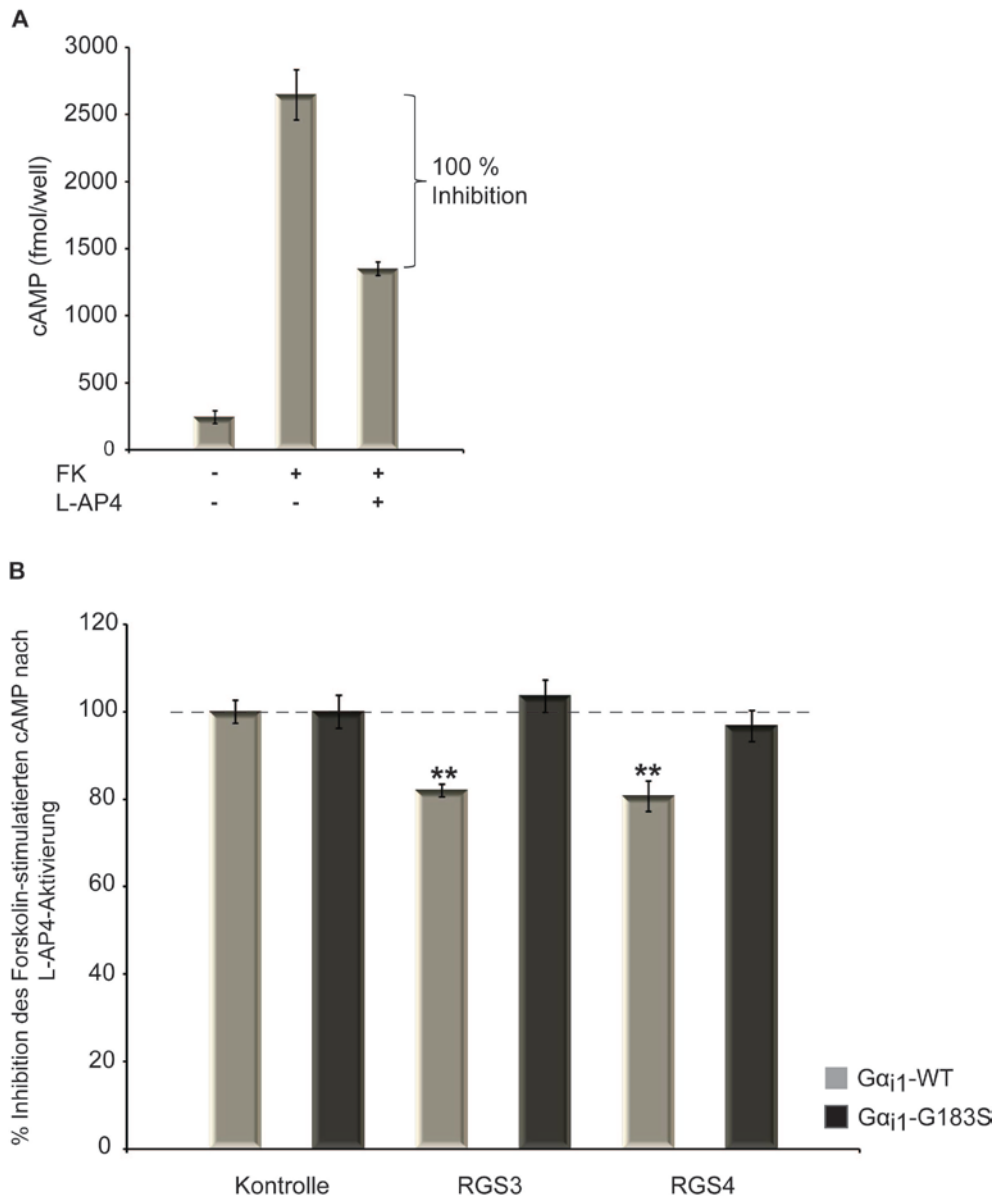 A
3000
2500
2000
1500
1000
500
0
cAMP (fmol/well)
100 %
Inhibition
FK - + +
L-AP4 - - +
B
120
100
80
60
40
20
0
% Inhibition des Forskolin-stimulatierten cAMP nach
L-AP4-Aktivierung
** **
Gαi1-WT
Gαi1-G183S
Kontrolle RGS3 RGS4